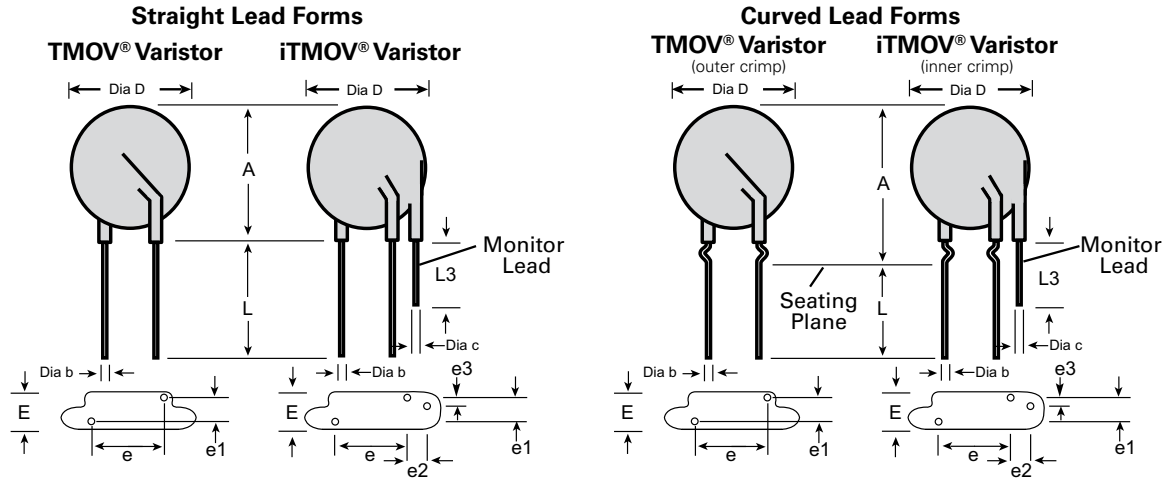 Straight Lead Forms
TMOV® Varistor
iTMOV® Varistor
Dia D
Dia D
A
Monitor
Lead
L3
L
Dia c
Dia b
Dia b
e3
E
E
e1
e1
e
e
e2
Curved Lead Forms
TMOV® Varistor
(outer crimp)
iTMOV® Varistor
(inner crimp)
Dia D
Dia D
A
Monitor
Lead
L3
Seating
Plane
L
Dia c
Dia b
Dia b
e3
E
E
e1
e1
e
e
e2